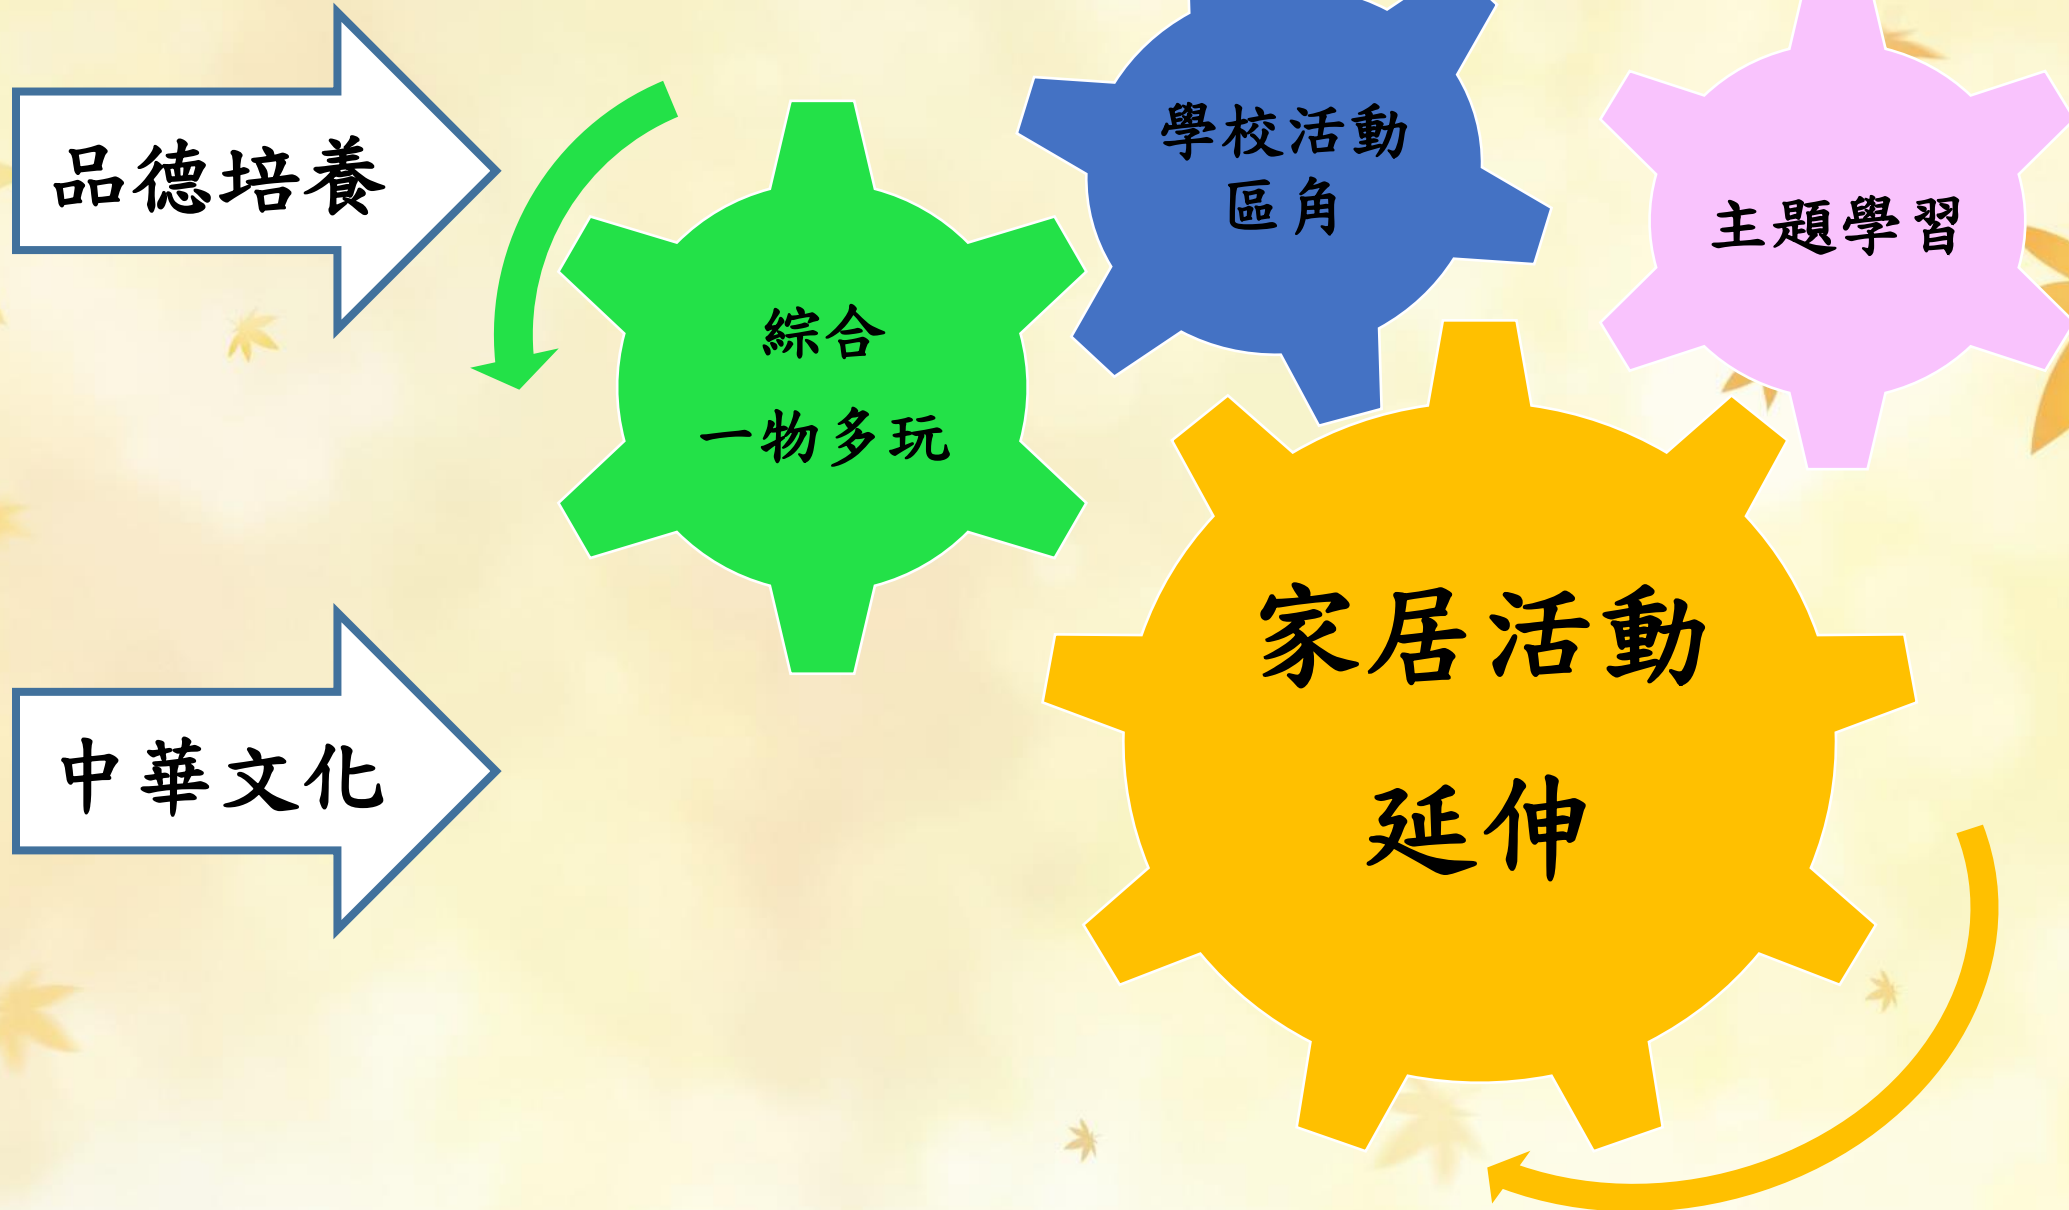 品德培養
學校活動
區角
主題學習
綜合
一物多玩
家居活動
延伸
中華文化